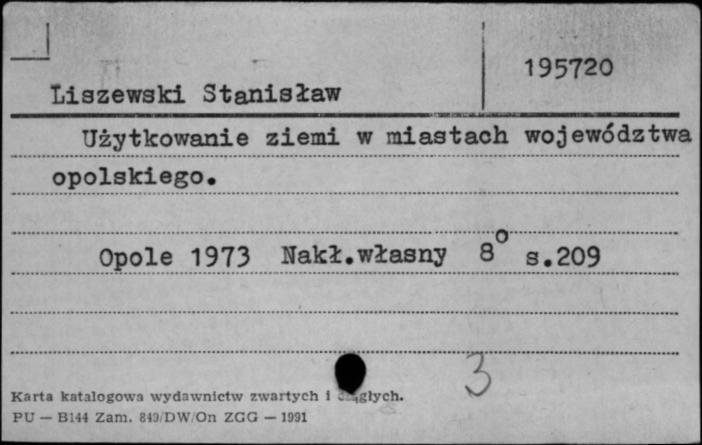 195720
Liszewski Stanisław
Użytkowanie ziemi w miastach województwa
opolskiego.
Opole 1973 Nakł.własny 8° s.209
3
Karta katalogowa wydawnictw zwartych i ciągłych.
PU — B144 Zam. 849/DW/On ZGG — 1991